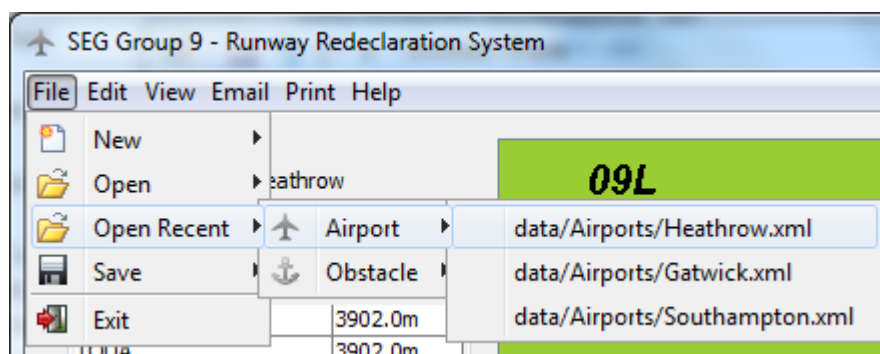 SEG Group 9 - Runway Redeclaration System
File Edit View Email Print Help
New
eathrow
09L
Open
Open Recent
Airport
data/Airports/Heathrow.xml
Save
Obstacle
data/Airports/Gatwick.xml
Exit
3902.0m
data/Airports/Southampton.xml
TODA
3902.0m